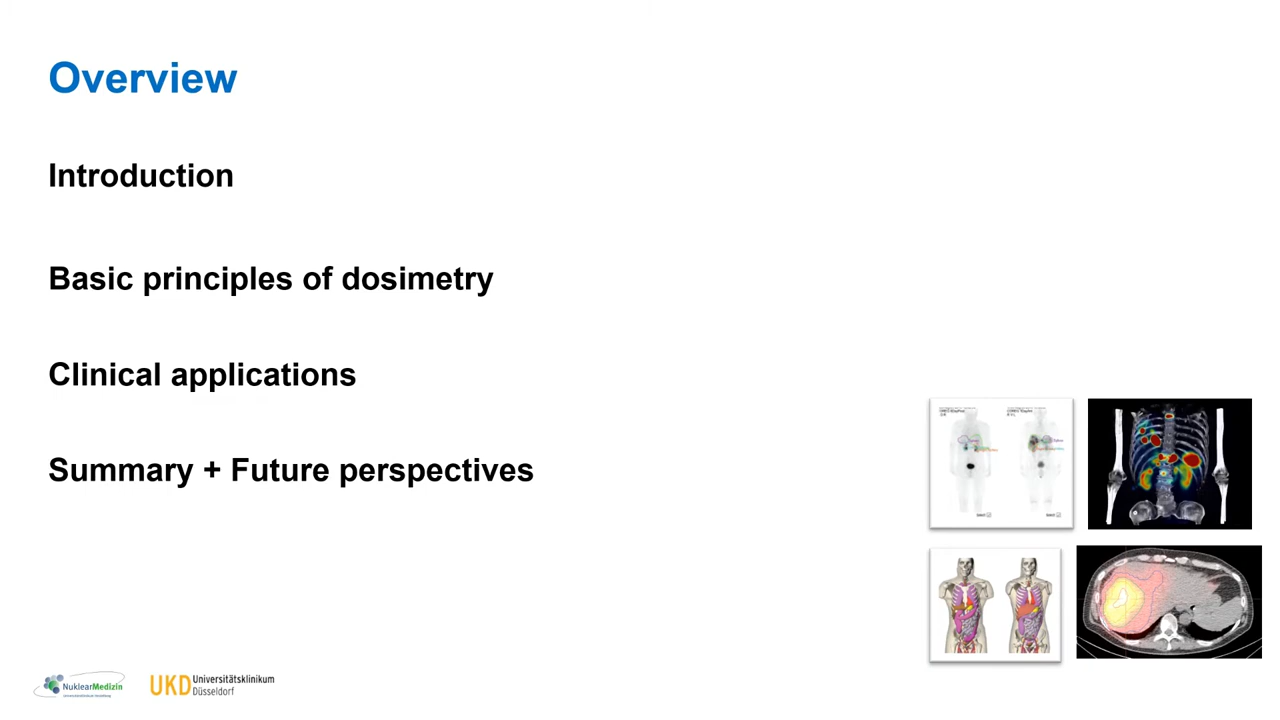 Overview
Introduction
Basic principles of dosimetry
Clinical applications
Summary + Future perspectives
NuklearMedizin
UKD Universitätsklinikum
Düsseldorf